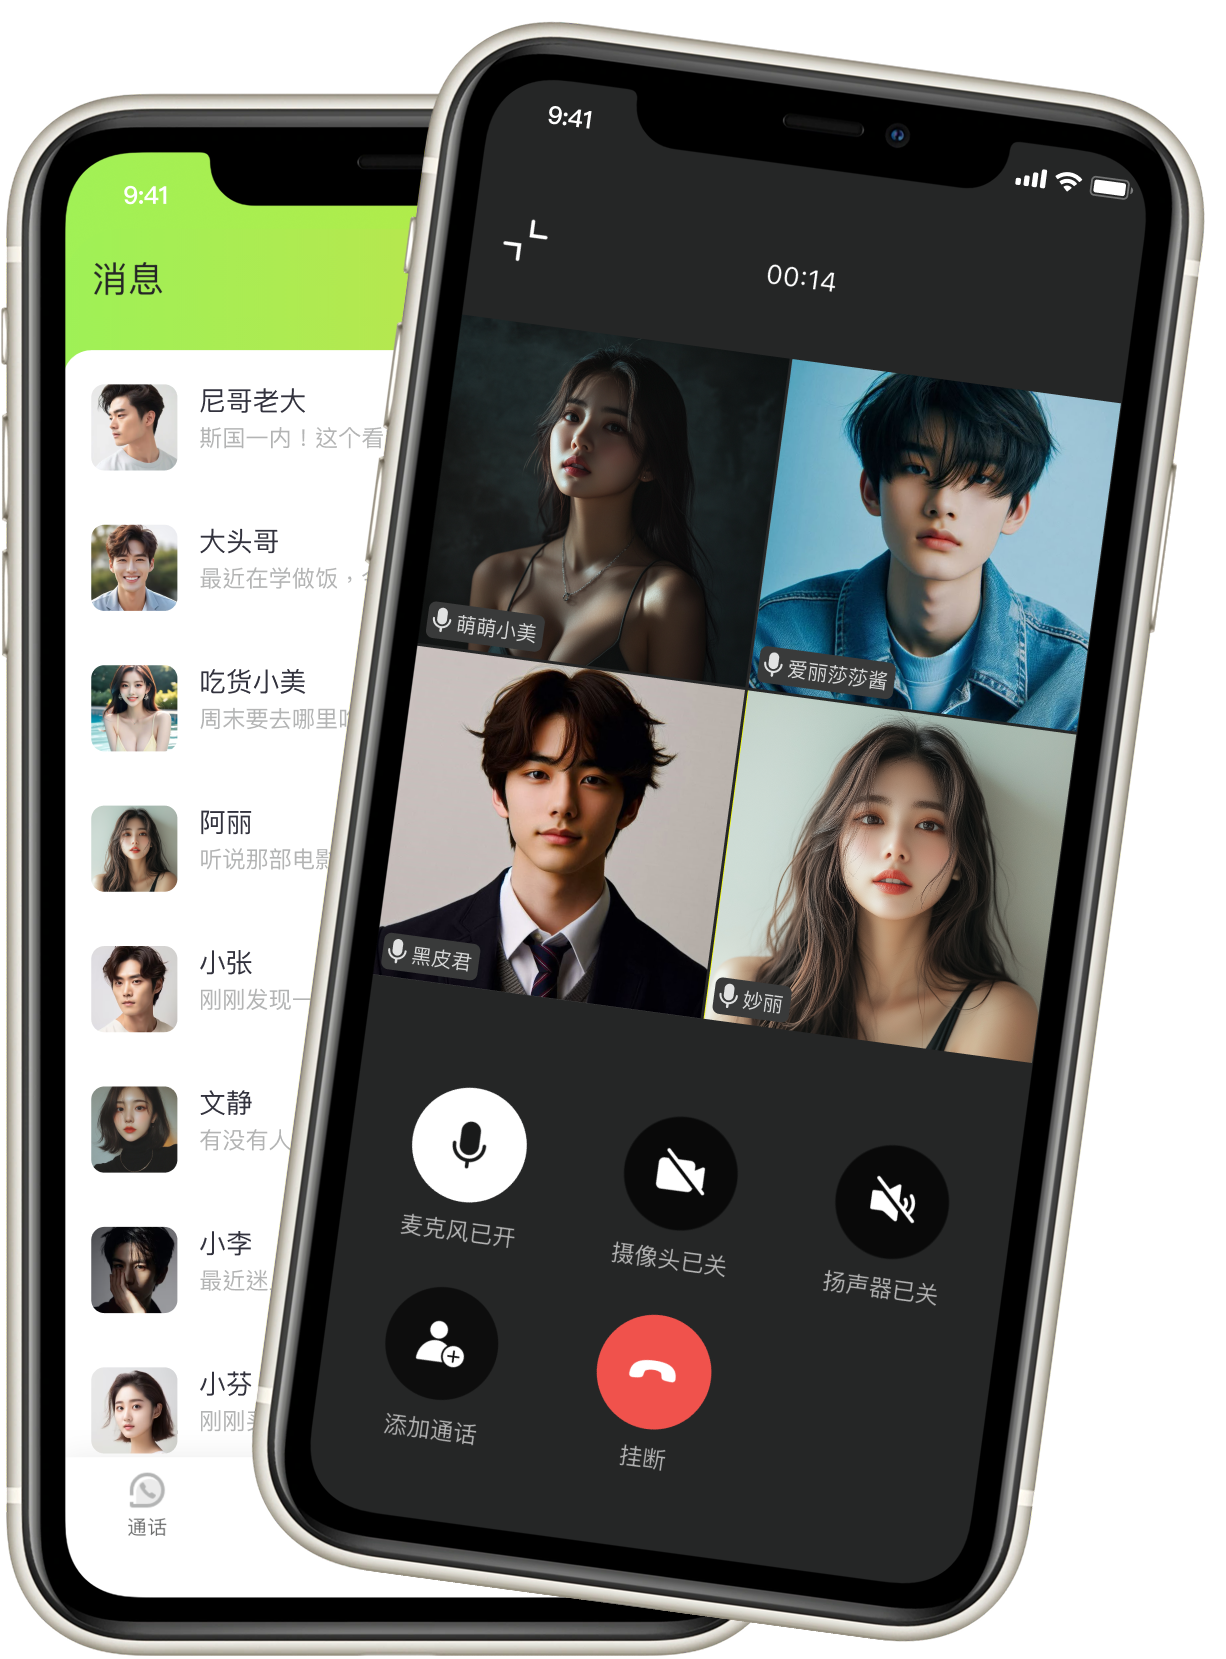 9:41
消息
尼哥老大
斯国一内！这个看
大头哥
最近在学做饭，
吃货小美
周末要去哪里
阿丽
听说那部电影
小张
刚刚发现一
文静
有没有人
小李
最近迷
小芬
刚刚
通话
9:41
00:14
萌萌小美
爱丽莎莎酱
黑皮君
妙丽
麦克风已开
摄像头已关
扬声器已关
添加通话
挂断